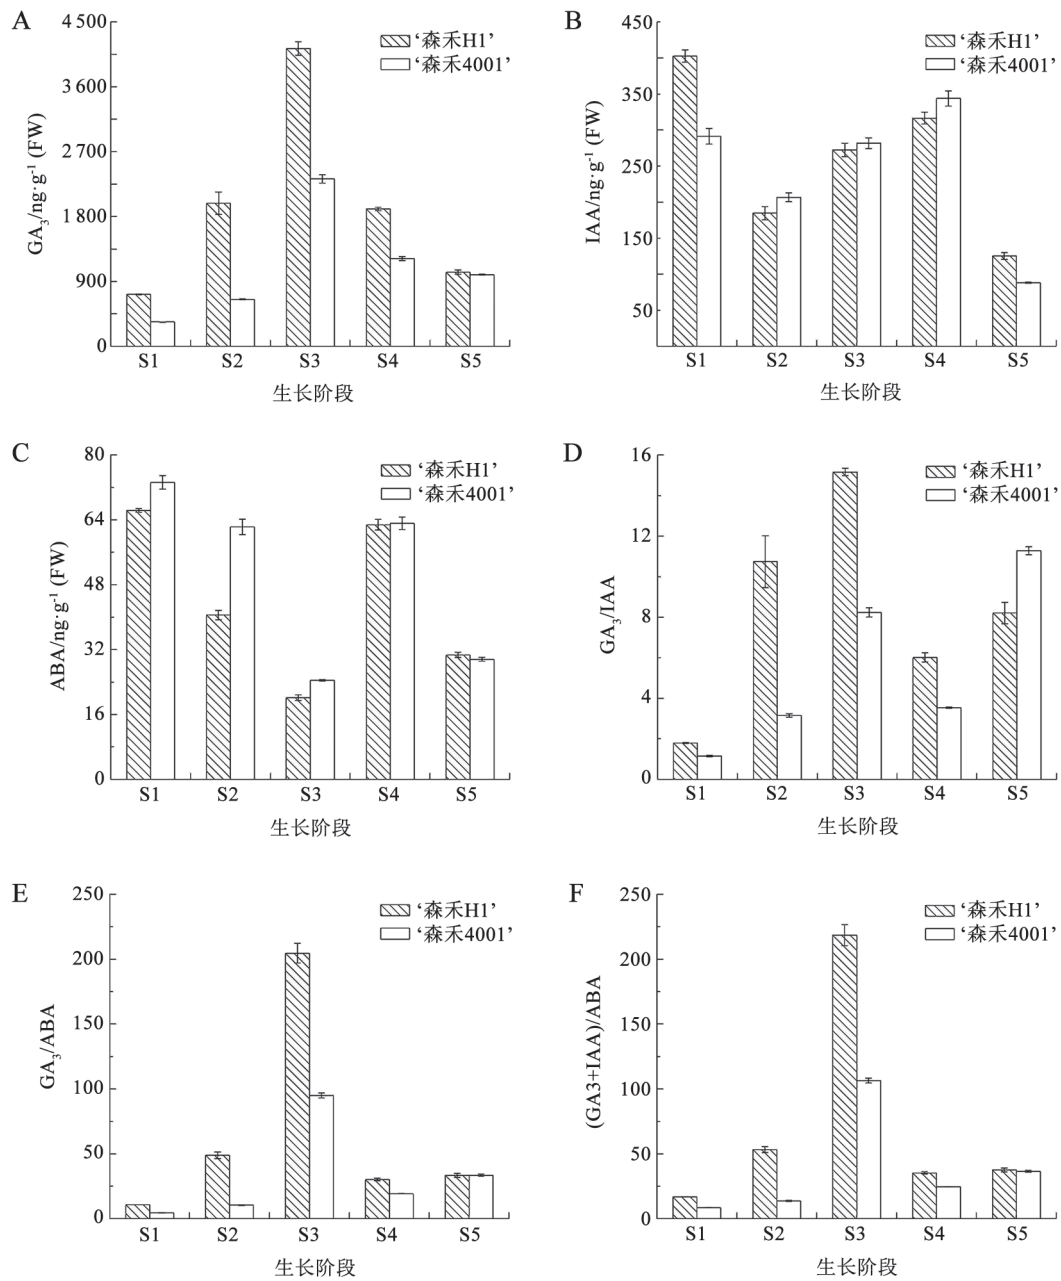 A
4 500
3 600
2 700
1 800
900
0
GA3/ng·g-1 (FW)
‘森禾H1’
‘森禾4001’
S1 S2 S3 S4 S5
生长阶段
B
450
350
250
150
50
IAA/ng·g-1 (FW)
‘森禾H1’
‘森禾4001’
S1 S2 S3 S4 S5
生长阶段
C
80
64
48
32
16
0
ABA/ng·g-1 (FW)
‘森禾H1’
‘森禾4001’
S1 S2 S3 S4 S5
生长阶段
D
16
12
8
4
0
GA3/IAA
‘森禾H1’
‘森禾4001’
S1 S2 S3 S4 S5
生长阶段
E
250
200
150
100
50
0
GA3/ABA
‘森禾H1’
‘森禾4001’
S1 S2 S3 S4 S5
生长阶段
F
250
200
150
100
50
0
(GA3+IAA)/ABA
‘森禾H1’
‘森禾4001’
S1 S2 S3 S4 S5
生长阶段